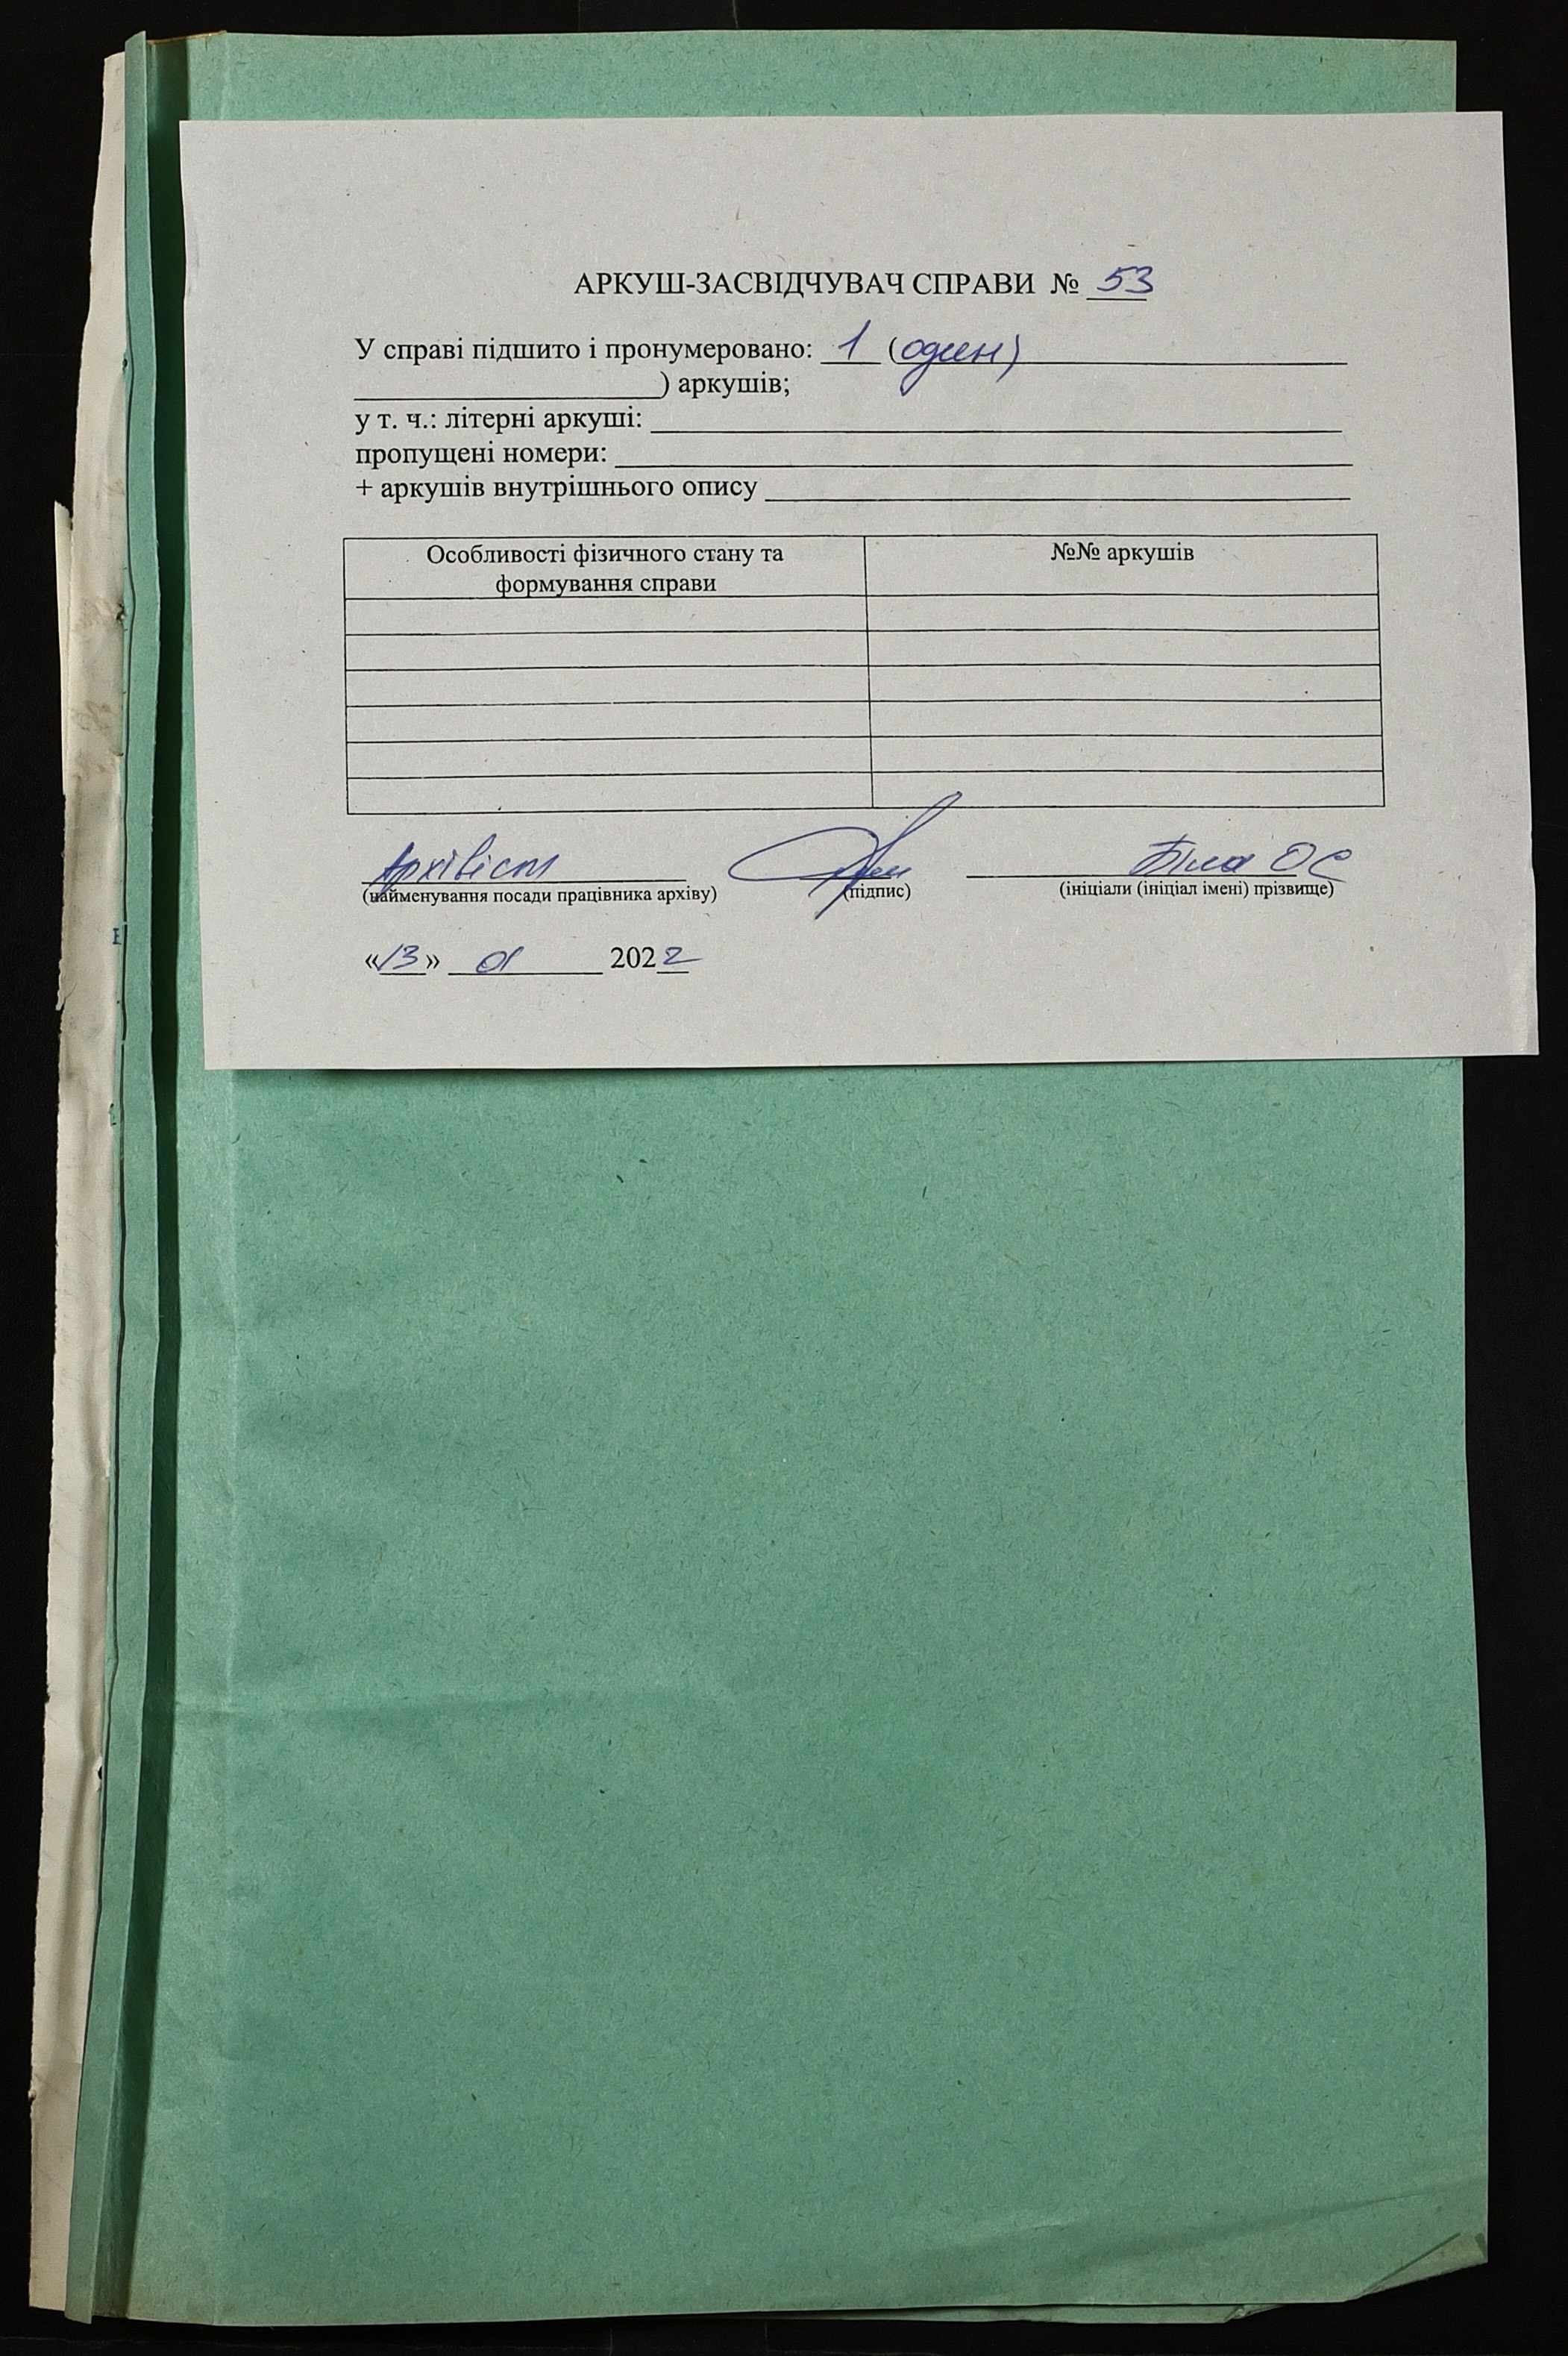 АРКУШ-ЗАСВІДЧУВАЧ СПРАВИ № 53
У справі підшито і пронумеровано: 1 (один)
) аркушів;
у т. ч.: літерні аркуші:
пропущені номери:
+ аркушів внутрішнього опису
Особливості фізичного стану та формування справи
№№ аркушів
Архівіст Біла ОС
(найменування посади працівника архіву) (підпис) (ініціали (ініціал імені) прізвище)
«13» 01 2022